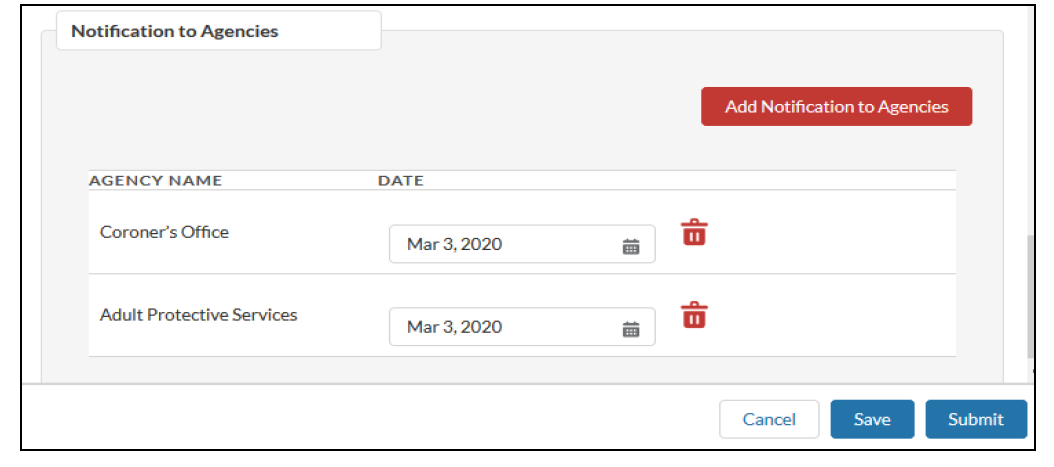 Notification to Agencies
Add Notification to Agencies
AGENCY NAME DATE
Coroner's Office Mar 3, 2020
Adult Protective Services Mar 3, 2020
Cancel Save Submit